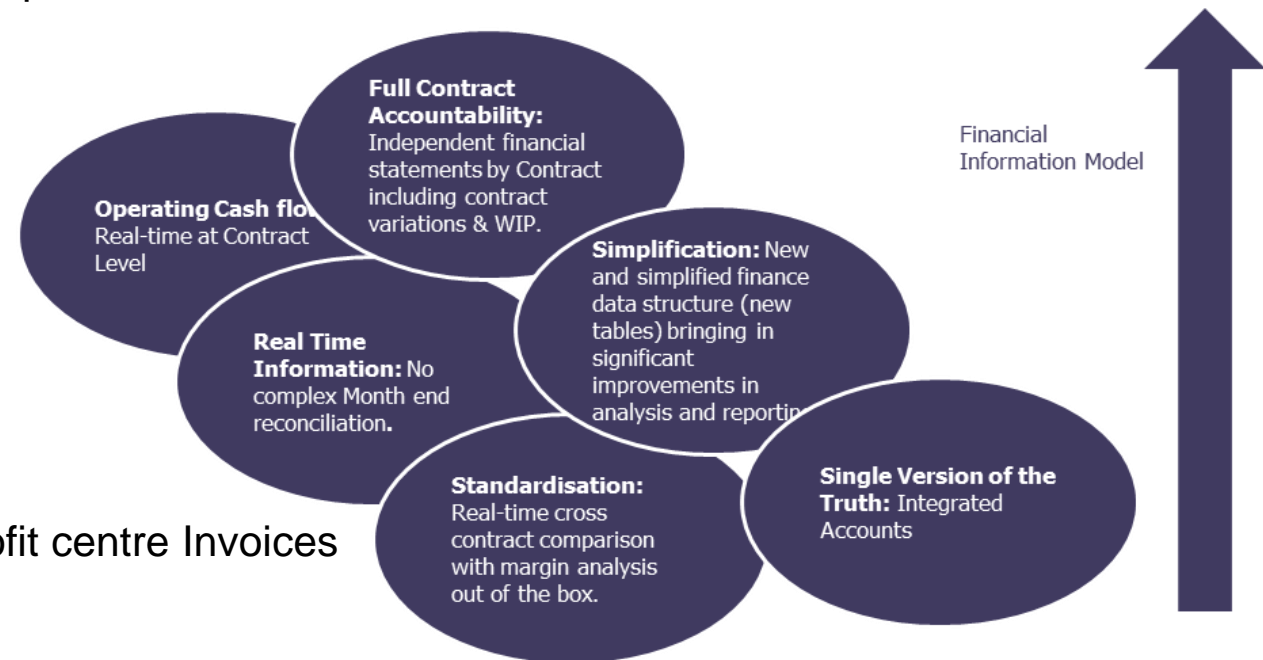 Full Contract
Accountability:
Independent financial
statements by Contract
including contract
variations & WIP.
Financial
Information Model
Operating Cash flo
Real-time at Contract
Level
Simplification: New
and simplified finance
data structure (new
tables) bringing in
significant
improvements in
analysis and reporting
Real Time
Information: No
complex Month end
reconciliation.
Standardisation:
Real-time cross
contract comparison
with margin analysis
out of the box.
Single Version of the
Truth: Integrated
Accounts
ofit centre Invoices